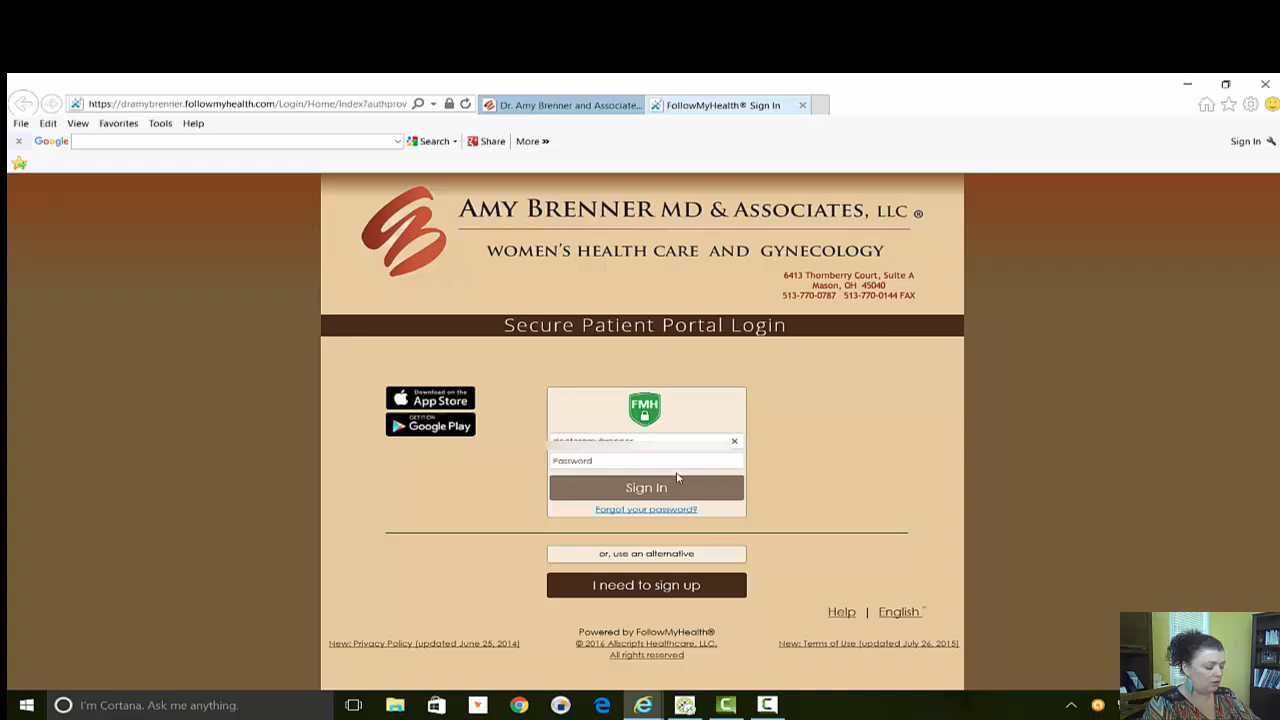 https://dramybrenner.followmyhealth.com/Login/Home/Index?authprov
Dr. Amy Brenner and Associate...
FollowMyHealth® Sign In
File Edit View Favorites Tools Help
Google Search Share More »
Sign In
AMY BRENNER MD & ASSOCIATES, LLC ®
WOMEN'S HEALTH CARE AND GYNECOLOGY
6413 Thornberry Court, Suite A
Mason, OH 45040
513-770-0787 513-770-0144 FAX
Secure Patient Portal Login
Download on the
App Store
GET IT ON
Google Play
FMH
doctoramybrenner
Password
Sign In
Forgot your password?
or, use an alternative
I need to sign up
Help | English
Powered by FollowMyHealth®
New: Privacy Policy (updated June 25, 2014)
© 2016 Allscripts Healthcare, LLC.
New: Terms of Use (updated July 26, 2015)
All rights reserved
I'm Cortana. Ask me anything.